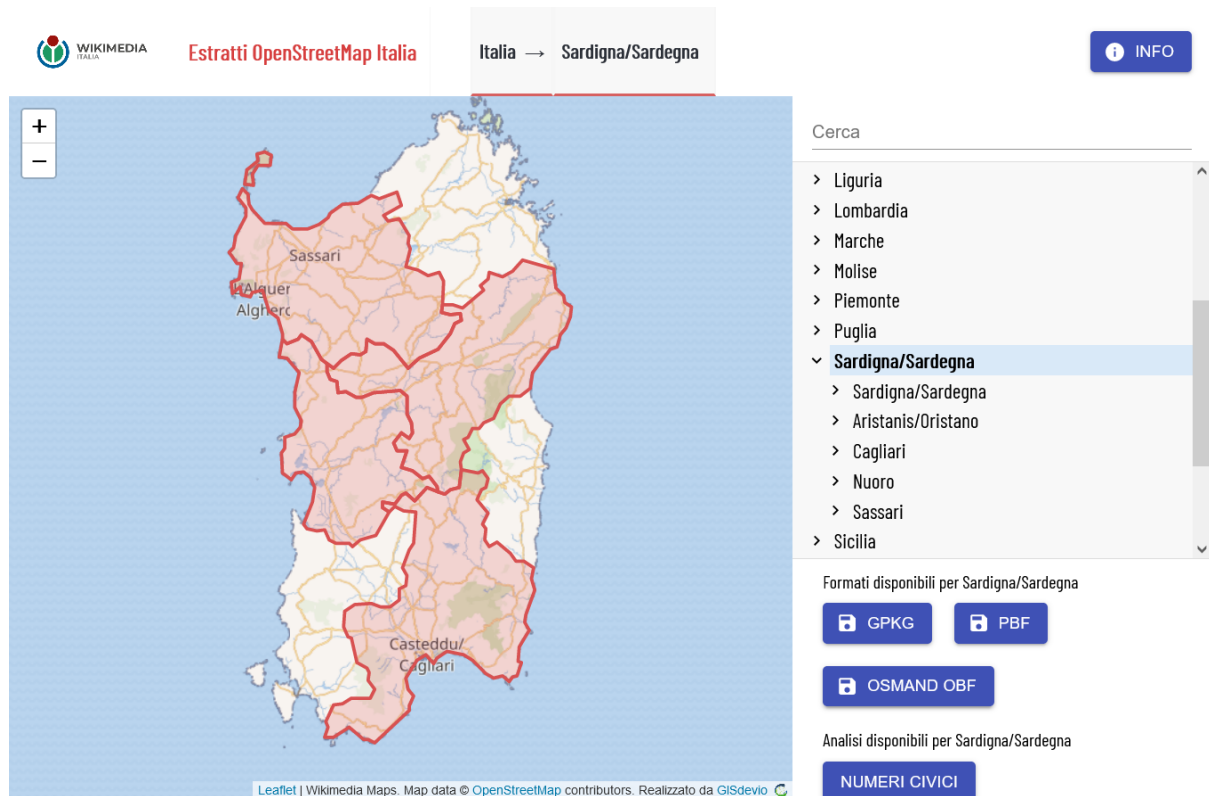 WIKIMEDIA
ITALIA
Estratti OpenStreetMap Italia
Italia → Sardigna/Sardegna
INFO
+
−
Sassari
L'Alguer
Alghero
Casteddu/
Cagliari
Leaflet | Wikimedia Maps. Map data © OpenStreetMap contributors. Realizzato da GISdevio
Cerca
Liguria
Lombardia
Marche
Molise
Piemonte
Puglia
Sardigna/Sardegna
Sardigna/Sardegna
Aristanis/Oristano
Cagliari
Nuoro
Sassari
Sicilia
Formati disponibili per Sardigna/Sardegna
GPKG
PBF
OSMAND OBF
Analisi disponibili per Sardigna/Sardegna
NUMERI CIVICI